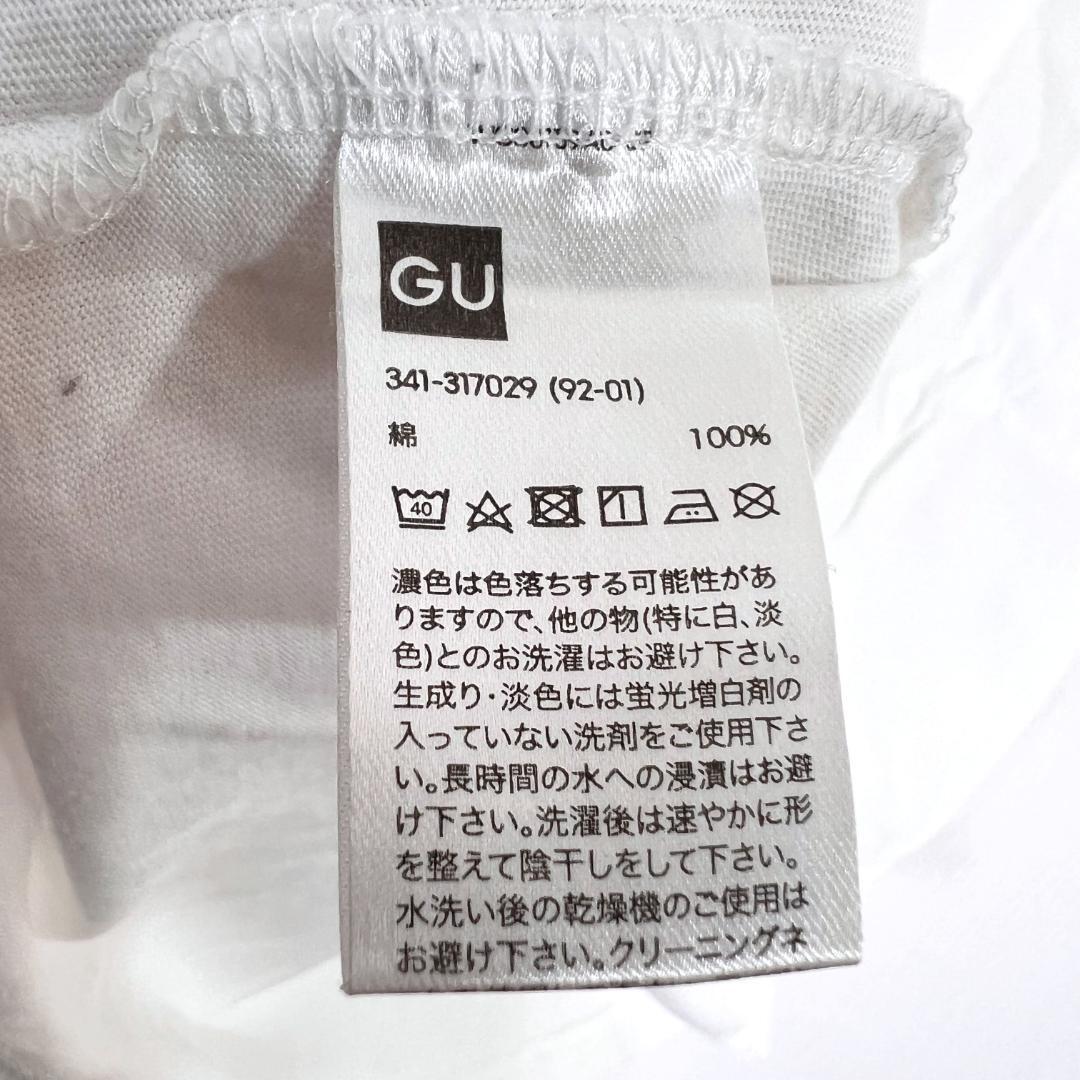 GU
341-317029 (92-01)
綿 100%
40
濃色は色落ちする可能性があ
りますので、他の物(特に白、淡
色)とのお洗濯はお避け下さい。
生成り・淡色には蛍光増白剤の
入っていない洗剤をご使用下さ
い。長時間の水への浸漬はお避
け下さい。洗濯後は速やかに形
を整えて陰干しをして下さい。
水洗い後の乾燥機のご使用は
お避け下さい。クリーニングネ